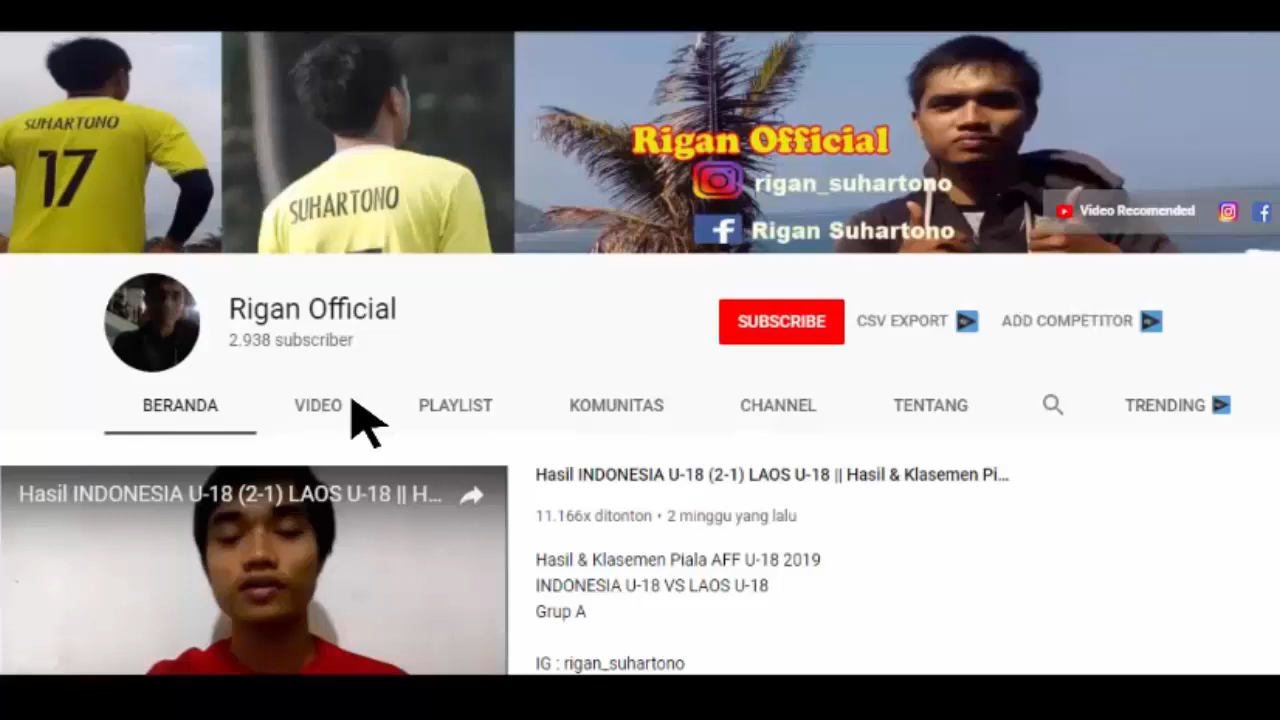 SUHARTONO
17
SUHARTONO
Rigan Official
rigan_suhartono
Rigan Suhartono
Video Recomended
Rigan Official
2.938 subscriber
SUBSCRIBE
CSV EXPORT
ADD COMPETITOR
BERANDA
VIDEO
PLAYLIST
KOMUNITAS
CHANNEL
TENTANG
TRENDING
Hasil INDONESIA U-18 (2-1) LAOS U-18 || H...
Hasil INDONESIA U-18 (2-1) LAOS U-18 || Hasil & Klasemen Pi...
11.166x ditonton • 2 minggu yang lalu
Hasil & Klasemen Piala AFF U-18 2019
INDONESIA U-18 VS LAOS U-18
Grup A
IG : rigan_suhartono